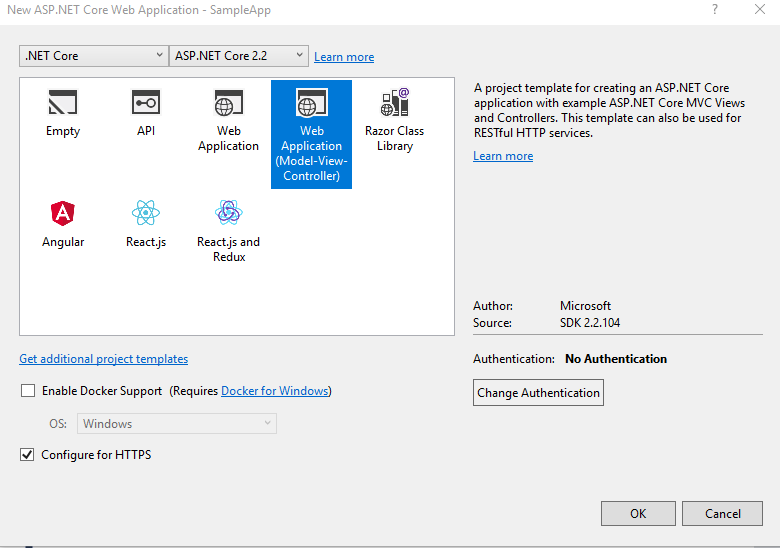 New ASP.NET Core Web Application - SampleApp
? ×
.NET Core
ASP.NET Core 2.2
Learn more
Empty
API
Web
Application
Web
Application
(Model-View-
Controller)
Razor Class
Library
Angular
React.js
React.js and
Redux
A project template for creating an ASP.NET Core
application with example ASP.NET Core MVC Views
and Controllers. This template can also be used for
RESTful HTTP services.
Learn more
Author: Microsoft
Source: SDK 2.2.104
Get additional project templates
Authentication: No Authentication
Enable Docker Support (Requires Docker for Windows)
Change Authentication
OS: Windows
Configure for HTTPS
OK
Cancel